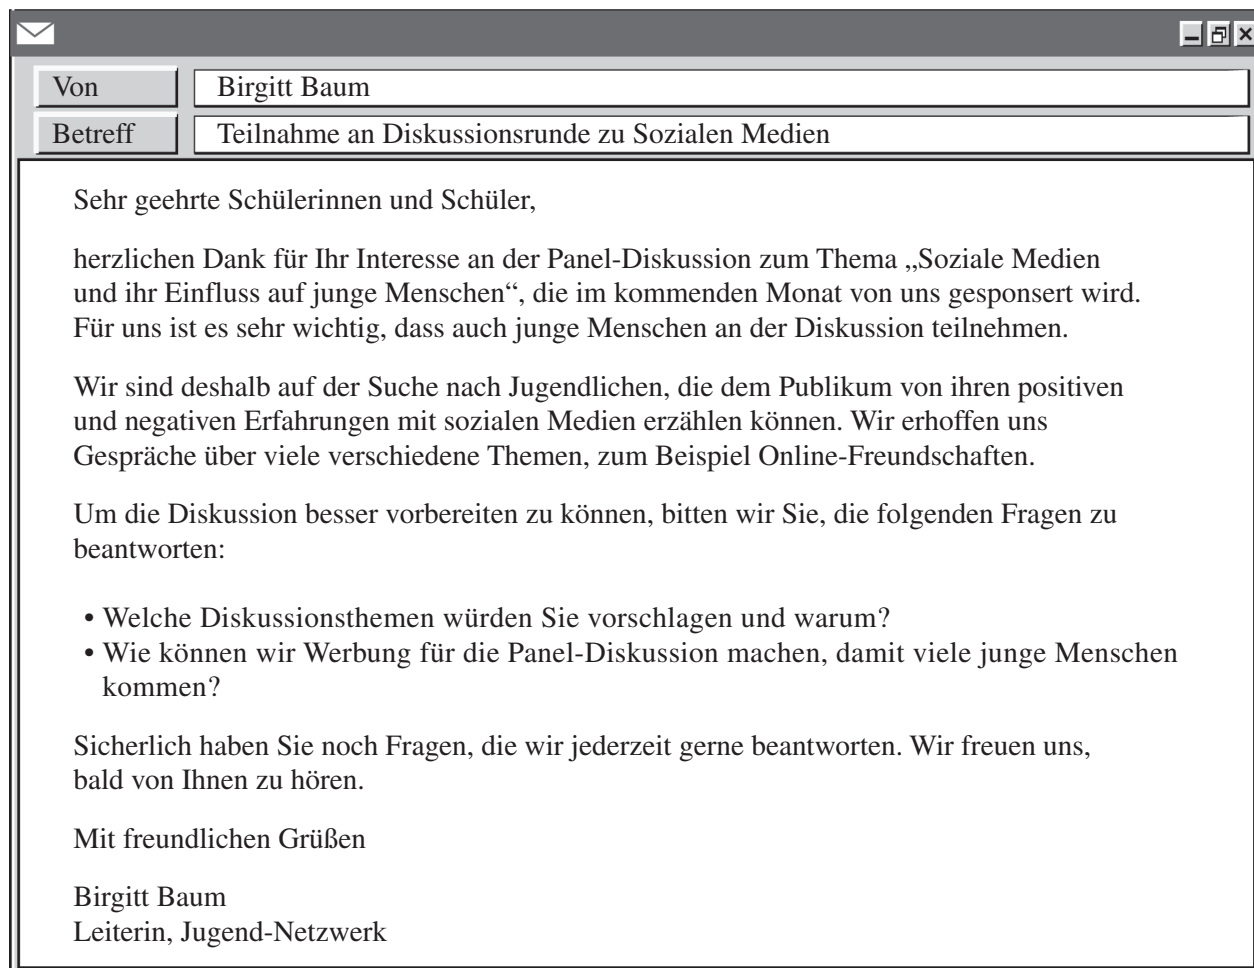 Von Birgitt Baum
Betreff Teilnahme an Diskussionsrunde zu Sozialen Medien
Sehr geehrte Schülerinnen und Schüler,
herzlichen Dank für Ihr Interesse an der Panel-Diskussion zum Thema „Soziale Medien
und ihr Einfluss auf junge Menschen“, die im kommenden Monat von uns gesponsert wird.
Für uns ist es sehr wichtig, dass auch junge Menschen an der Diskussion teilnehmen.
Wir sind deshalb auf der Suche nach Jugendlichen, die dem Publikum von ihren positiven
und negativen Erfahrungen mit sozialen Medien erzählen können. Wir erhoffen uns
Gespräche über viele verschiedene Themen, zum Beispiel Online-Freundschaften.
Um die Diskussion besser vorbereiten zu können, bitten wir Sie, die folgenden Fragen zu
beantworten:
• Welche Diskussionsthemen würden Sie vorschlagen und warum?
• Wie können wir Werbung für die Panel-Diskussion machen, damit viele junge Menschen
kommen?
Sicherlich haben Sie noch Fragen, die wir jederzeit gerne beantworten. Wir freuen uns,
bald von Ihnen zu hören.
Mit freundlichen Grüßen
Birgitt Baum
Leiterin, Jugend-Netzwerk